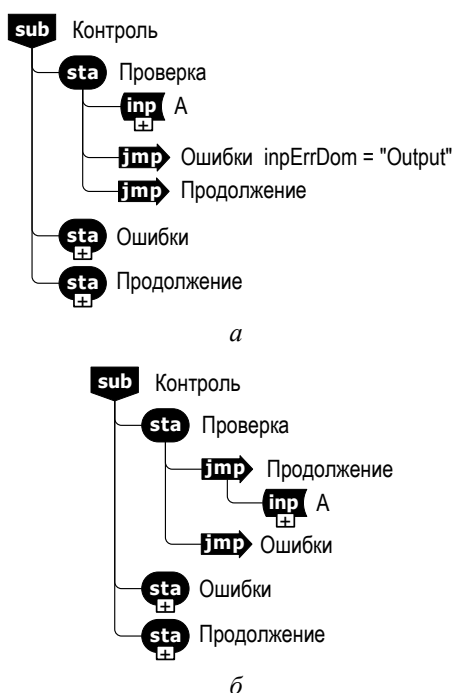 sub Контроль
sta Проверка
inp A
jmp Ошибки inpErrDom = "Output"
jmp Продолжение
sta Ошибки
sta Продолжение
а
sub Контроль
sta Проверка
jmp Продолжение
inp A
jmp Ошибки
sta Ошибки
sta Продолжение
б